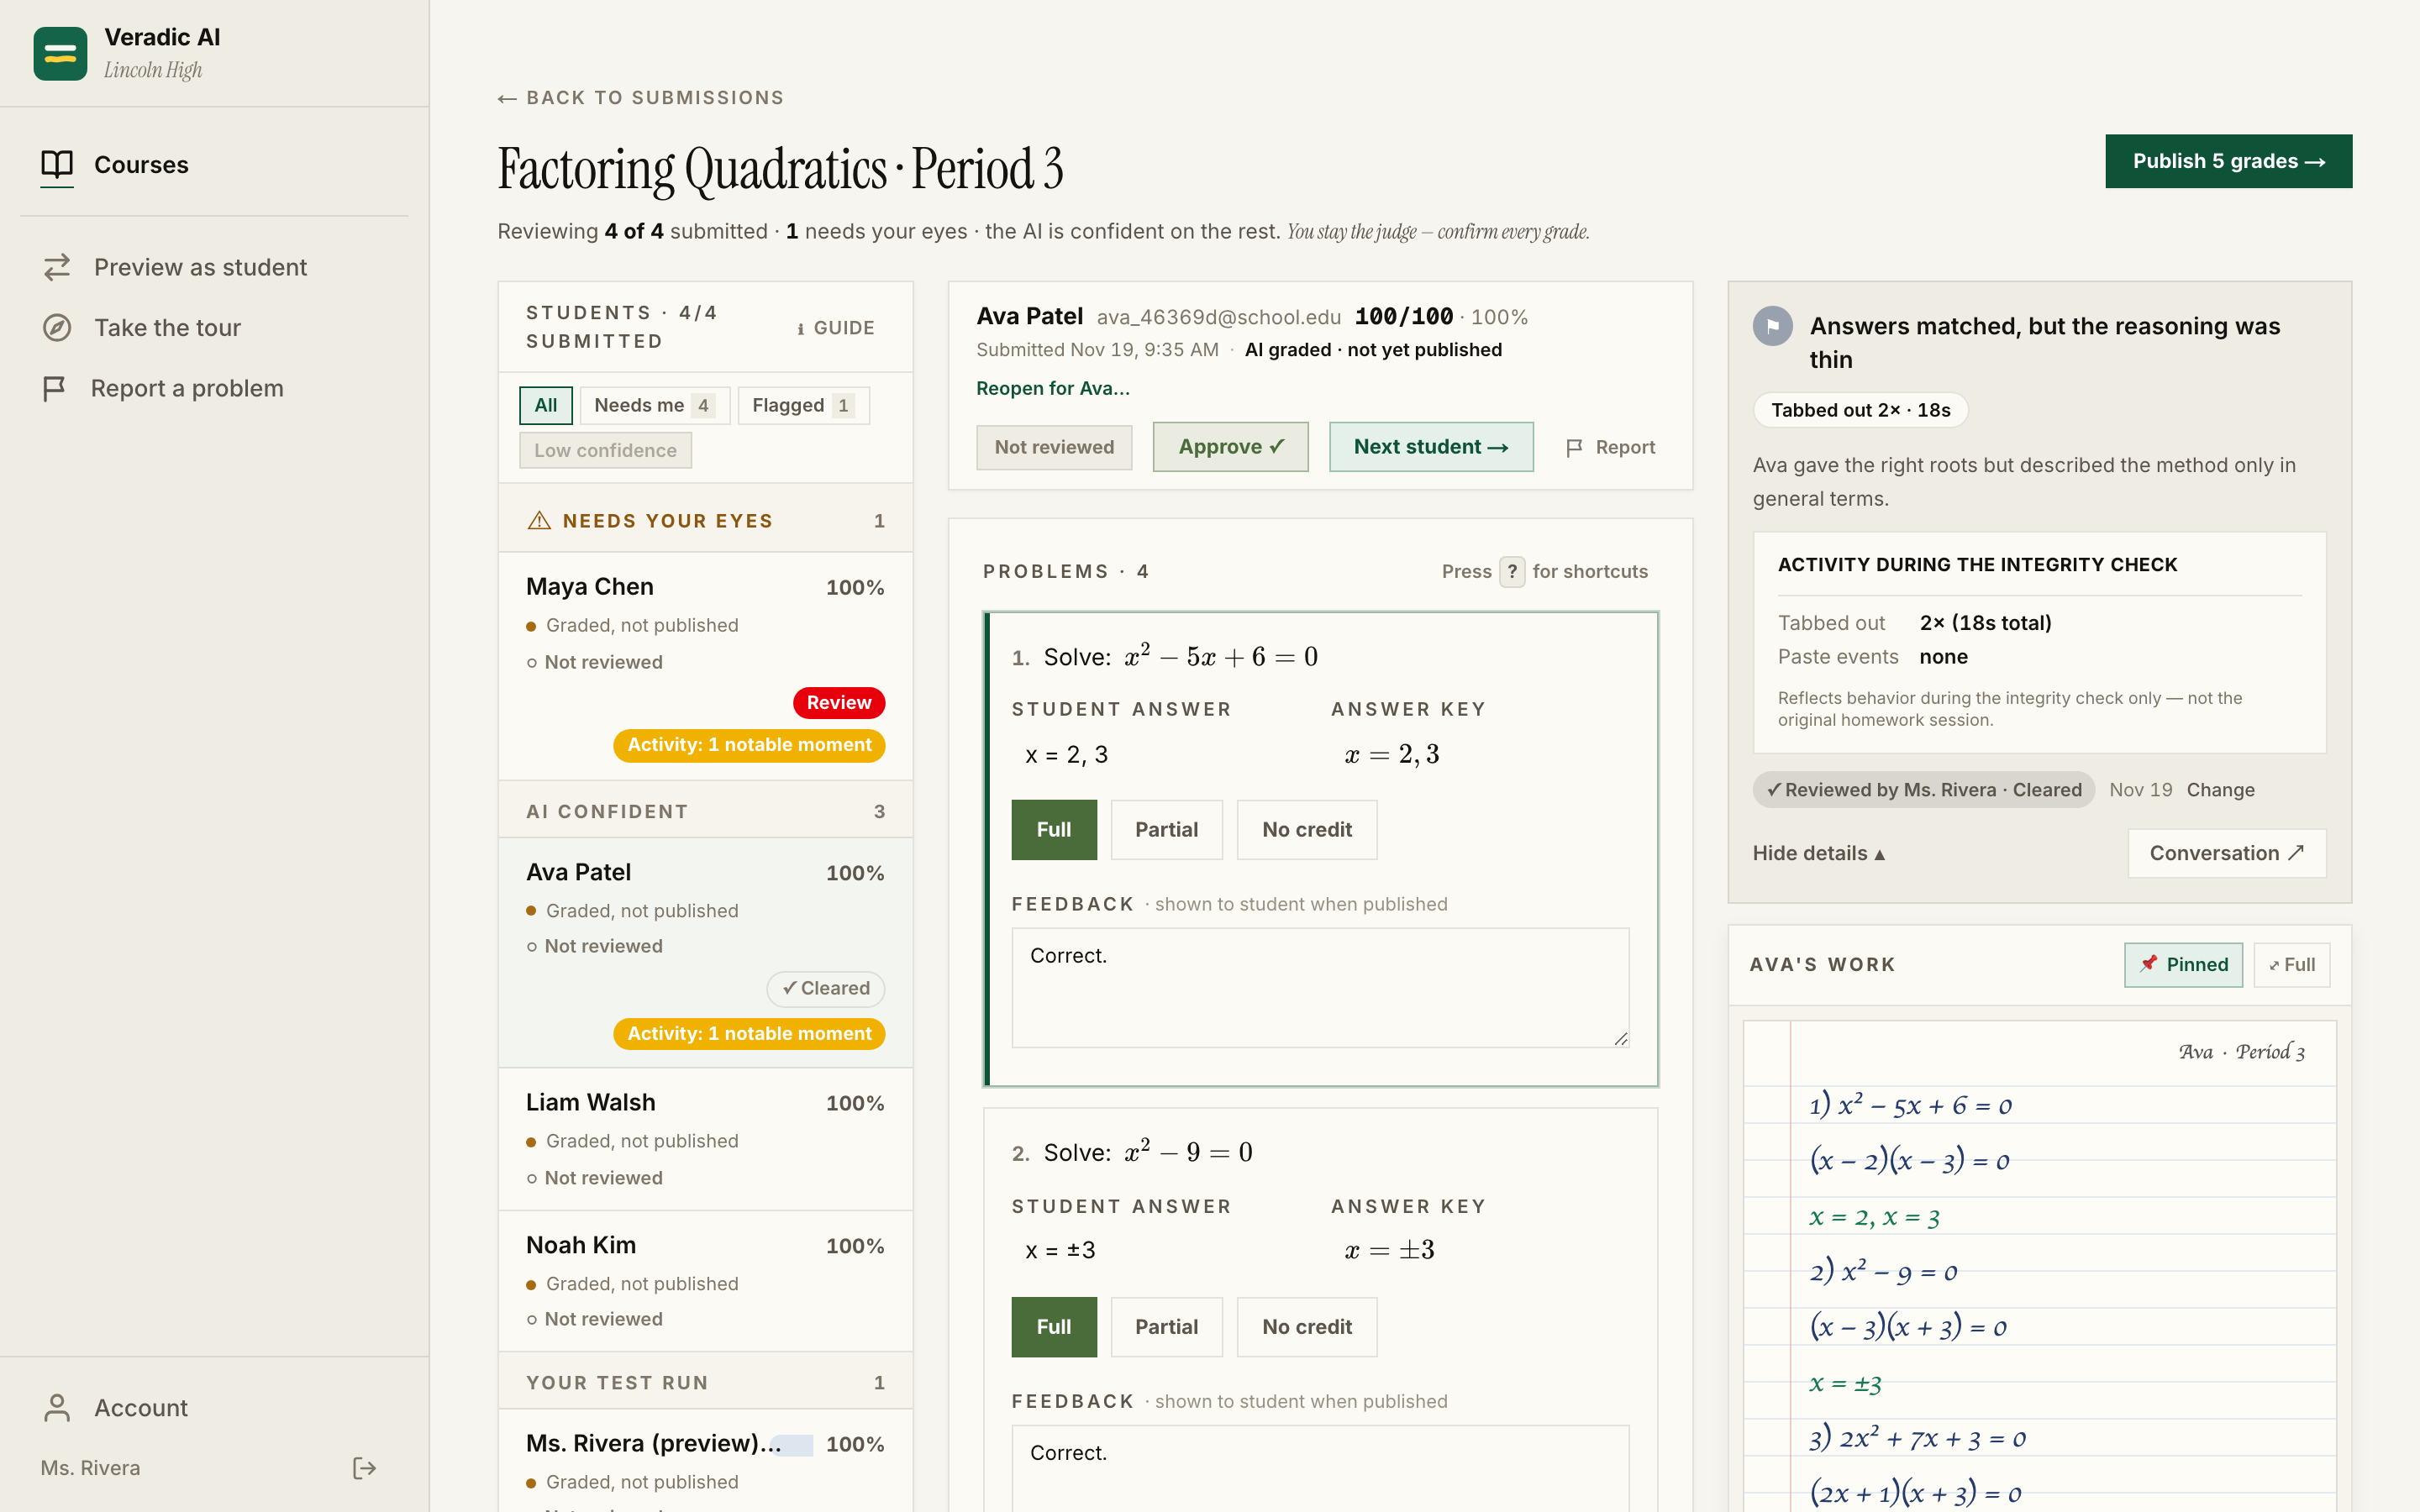 Veradic AI
Lincoln High
Courses
Preview as student
Take the tour
Report a problem
Account
Ms. Rivera
← BACK TO SUBMISSIONS
Factoring Quadratics · Period 3
Publish 5 grades →
Reviewing 4 of 4 submitted · 1 needs your eyes · the AI is confident on the rest. You stay the judge – confirm every grade.
STUDENTS · 4/4
SUBMITTED
ℹ GUIDE
All
Needs me 4
Flagged 1
Low confidence
⚠ NEEDS YOUR EYES 1
Maya Chen 100%
Graded, not published
Not reviewed
Review
Activity: 1 notable moment
AI CONFIDENT 3
Ava Patel 100%
Graded, not published
Not reviewed
✓ Cleared
Activity: 1 notable moment
Liam Walsh 100%
Graded, not published
Not reviewed
Noah Kim 100%
Graded, not published
Not reviewed
YOUR TEST RUN 1
Ms. Rivera (preview)... 100%
Graded, not published
Ava Patel ava_46369d@school.edu 100/100 · 100%
Submitted Nov 19, 9:35 AM · AI graded · not yet published
Reopen for Ava...
Not reviewed
Approve ✓
Next student →
Report
PROBLEMS · 4
Press ? for shortcuts
1. Solve: x² − 5x + 6 = 0
STUDENT ANSWER ANSWER KEY
x = 2, 3 x = 2, 3
Full Partial No credit
FEEDBACK · shown to student when published
Correct.
2. Solve: x² − 9 = 0
STUDENT ANSWER ANSWER KEY
x = ±3 x = ±3
Full Partial No credit
FEEDBACK · shown to student when published
Correct.
Answers matched, but the reasoning was
thin
Tabbed out 2× · 18s
Ava gave the right roots but described the method only in
general terms.
ACTIVITY DURING THE INTEGRITY CHECK
Tabbed out 2× (18s total)
Paste events none
Reflects behavior during the integrity check only — not the
original homework session.
✓ Reviewed by Ms. Rivera · Cleared Nov 19 Change
Hide details ▴
Conversation ↗
AVA'S WORK
📌 Pinned
⤢ Full
Ava · Period 3
1) x² − 5x + 6 = 0
(x − 2)(x − 3) = 0
x = 2, x = 3
2) x² − 9 = 0
(x − 3)(x + 3) = 0
x = ±3
3) 2x² + 7x + 3 = 0
(2x + 1)(x + 3) = 0